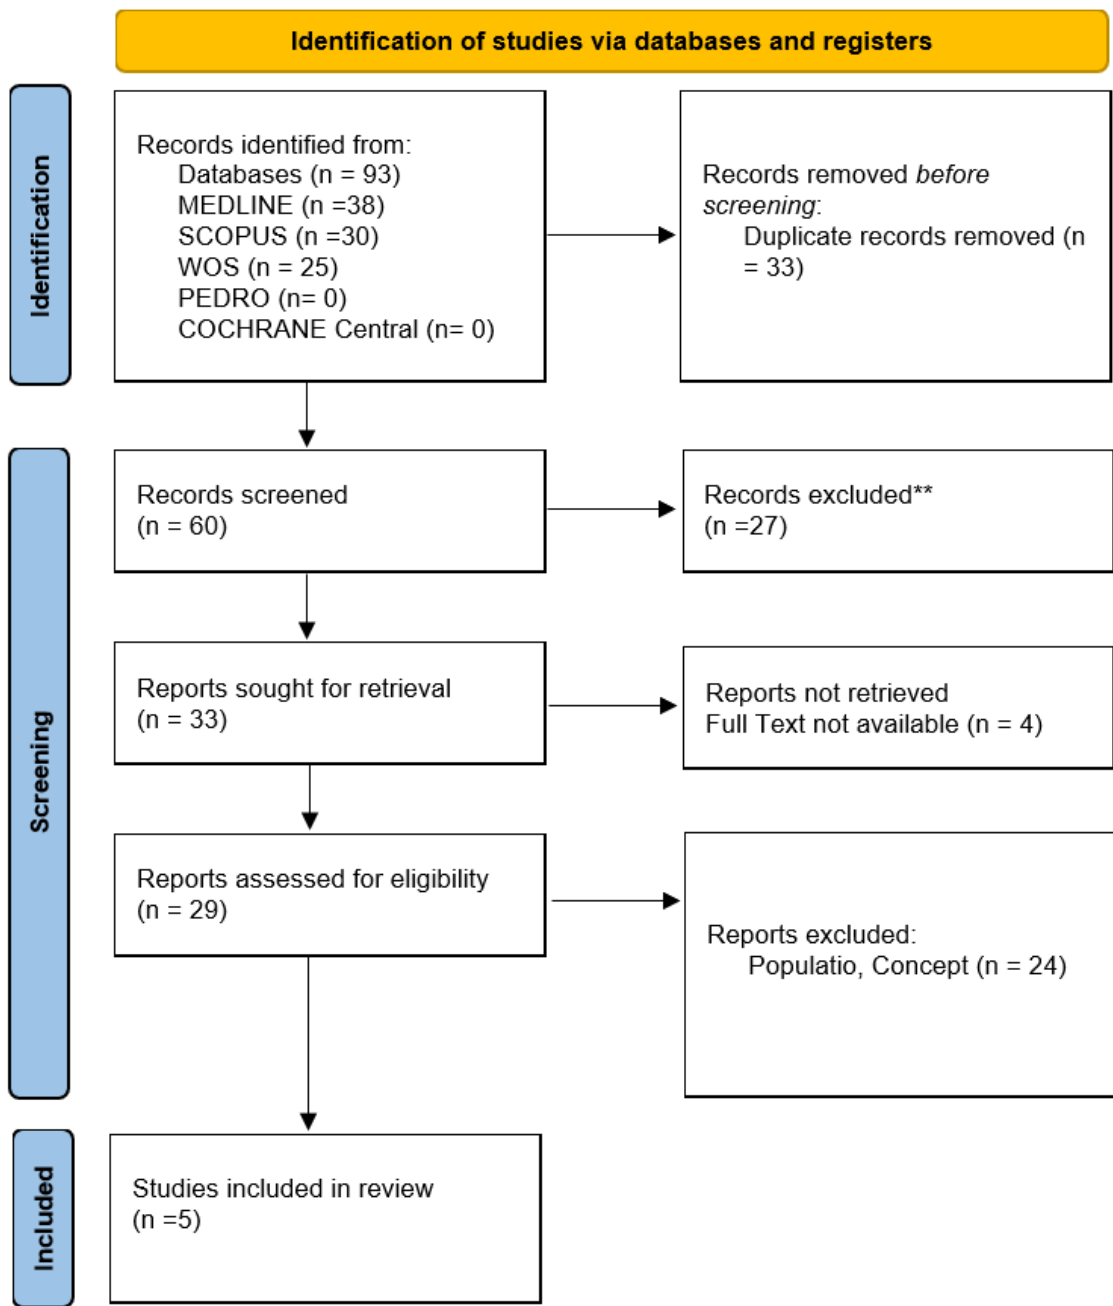 Identification of studies via databases and registers
Identification
Records identified from:
Databases (n = 93)
MEDLINE (n =38)
SCOPUS (n =30)
WOS (n = 25)
PEDRO (n= 0)
COCHRANE Central (n= 0)
Records removed before
screening:
Duplicate records removed (n
= 33)
Screening
Records screened
(n = 60)
Records excluded**
(n =27)
Reports sought for retrieval
(n = 33)
Reports not retrieved
Full Text not available (n = 4)
Reports assessed for eligibility
(n = 29)
Reports excluded:
Populatio, Concept (n = 24)
Included
Studies included in review
(n =5)